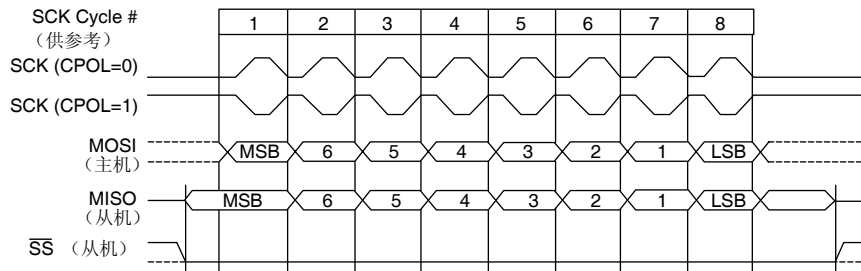 SCK Cycle # 1 2 3 4 5 6 7 8
（供参考）
SCK (CPOL=0)
SCK (CPOL=1)
MOSI MSB 6 5 4 3 2 1 LSB
（主机）
MISO MSB 6 5 4 3 2 1 LSB
（从机）
SS （从机）